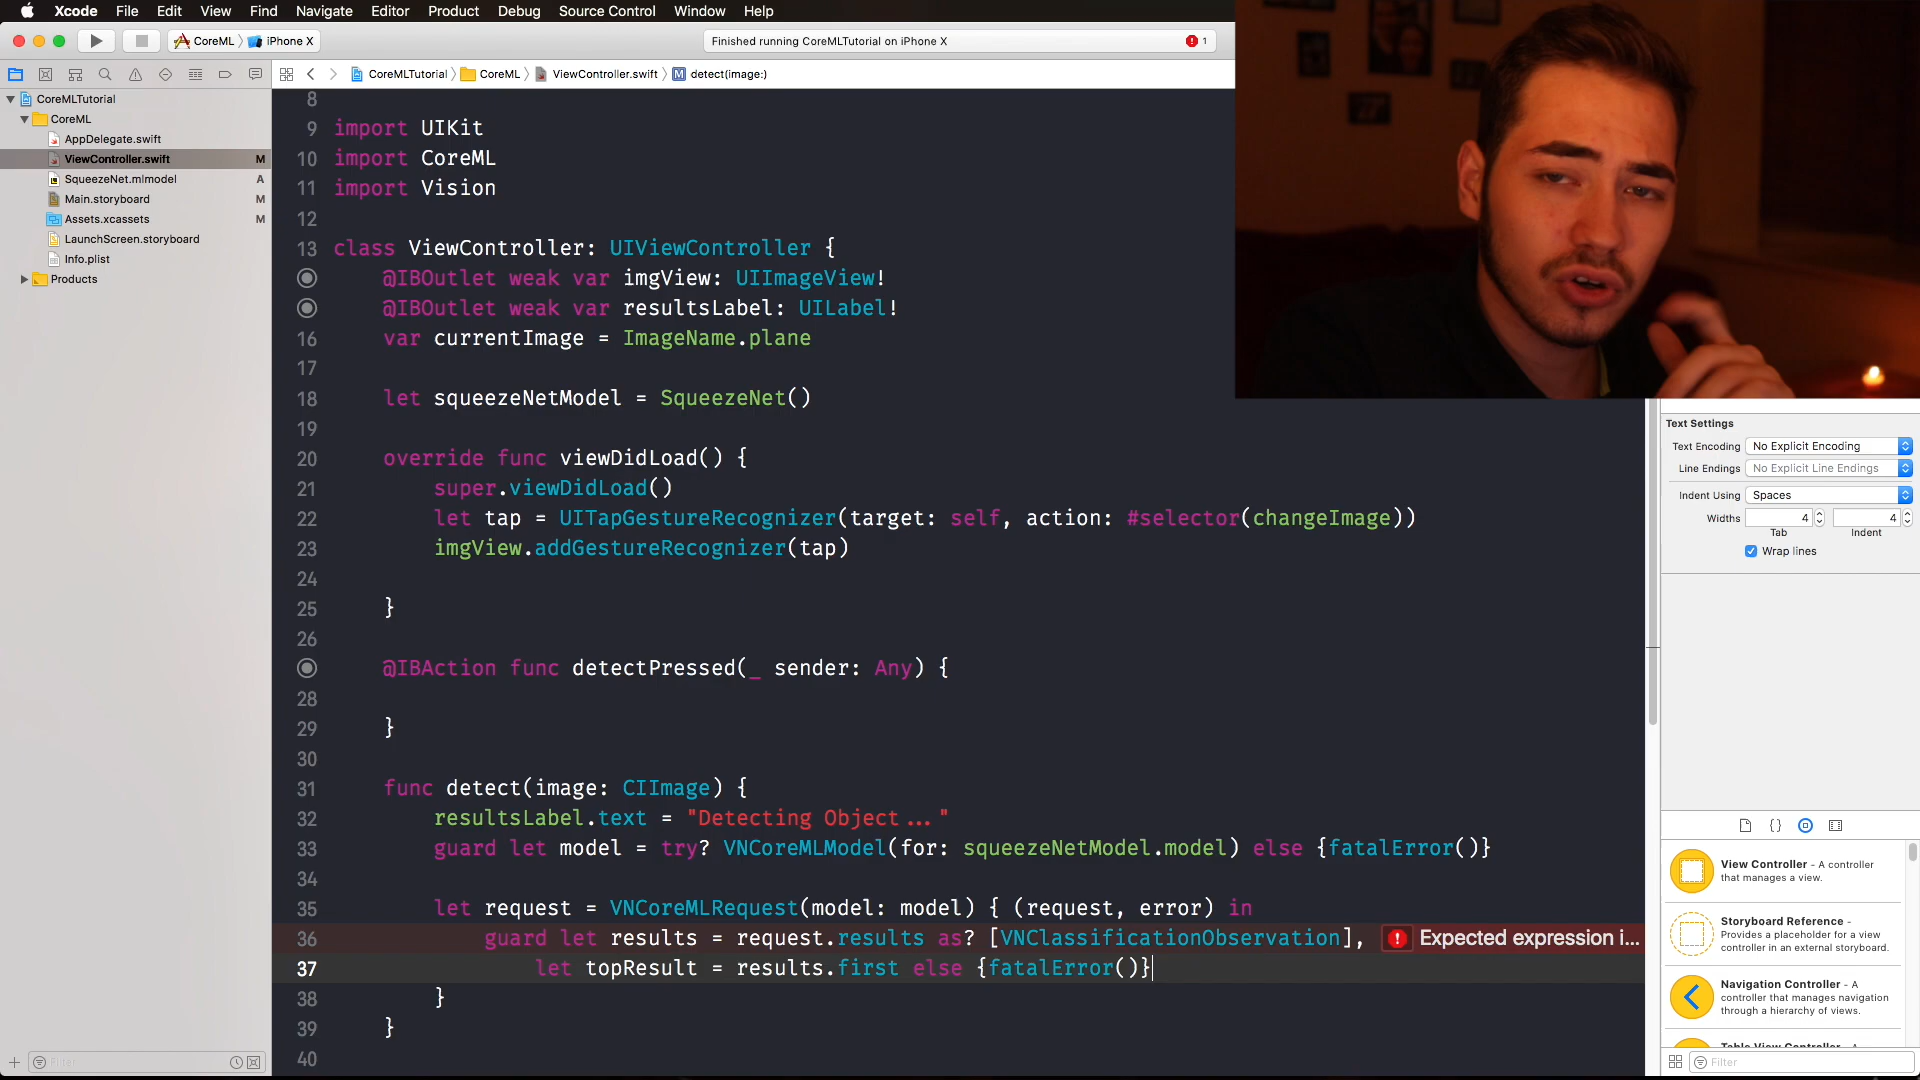 Xcode File Edit View Find Navigate Editor Product Debug Source Control Window Help
CoreML iPhone X
Finished running CoreMLTutorial on iPhone X
1
CoreMLTutorial CoreML ViewController.swift detect(image:)
CoreMLTutorial
CoreML
AppDelegate.swift
ViewController.swift M
SqueezeNet.mlmodel A
Main.storyboard M
Assets.xcassets M
LaunchScreen.storyboard
Info.plist
Products
Filter
8
9 import UIKit
10 import CoreML
11 import Vision
12
13 class ViewController: UIViewController {
@IBOutlet weak var imgView: UIImageView!
@IBOutlet weak var resultsLabel: UILabel!
16 var currentImage = ImageName.plane
17
18 let squeezeNetModel = SqueezeNet()
19
20 override func viewDidLoad() {
21 super.viewDidLoad()
22 let tap = UITapGestureRecognizer(target: self, action: #selector(changeImage))
23 imgView.addGestureRecognizer(tap)
24
25 }
26
@IBAction func detectPressed(_ sender: Any) {
28
29 }
30
31 func detect(image: CIImage) {
32 resultsLabel.text = "Detecting Object..."
33 guard let model = try? VNCoreMLModel(for: squeezeNetModel.model) else {fatalError()}
34
35 let request = VNCoreMLRequest(model: model) { (request, error) in
36 guard let results = request.results as? [VNClassificationObservation], Expected expression i...
37 let topResult = results.first else {fatalError()}
38 }
39 }
40
Text Settings
Text Encoding No Explicit Encoding
Line Endings No Explicit Line Endings
Indent Using Spaces
Widths 4 4
Tab Indent
Wrap lines
View Controller - A controller
that manages a view.
Storyboard Reference -
Provides a placeholder for a view
controller in an external storyboard.
Navigation Controller - A
controller that manages navigation
through a hierarchy of views.
Table View Controller - A
Filter